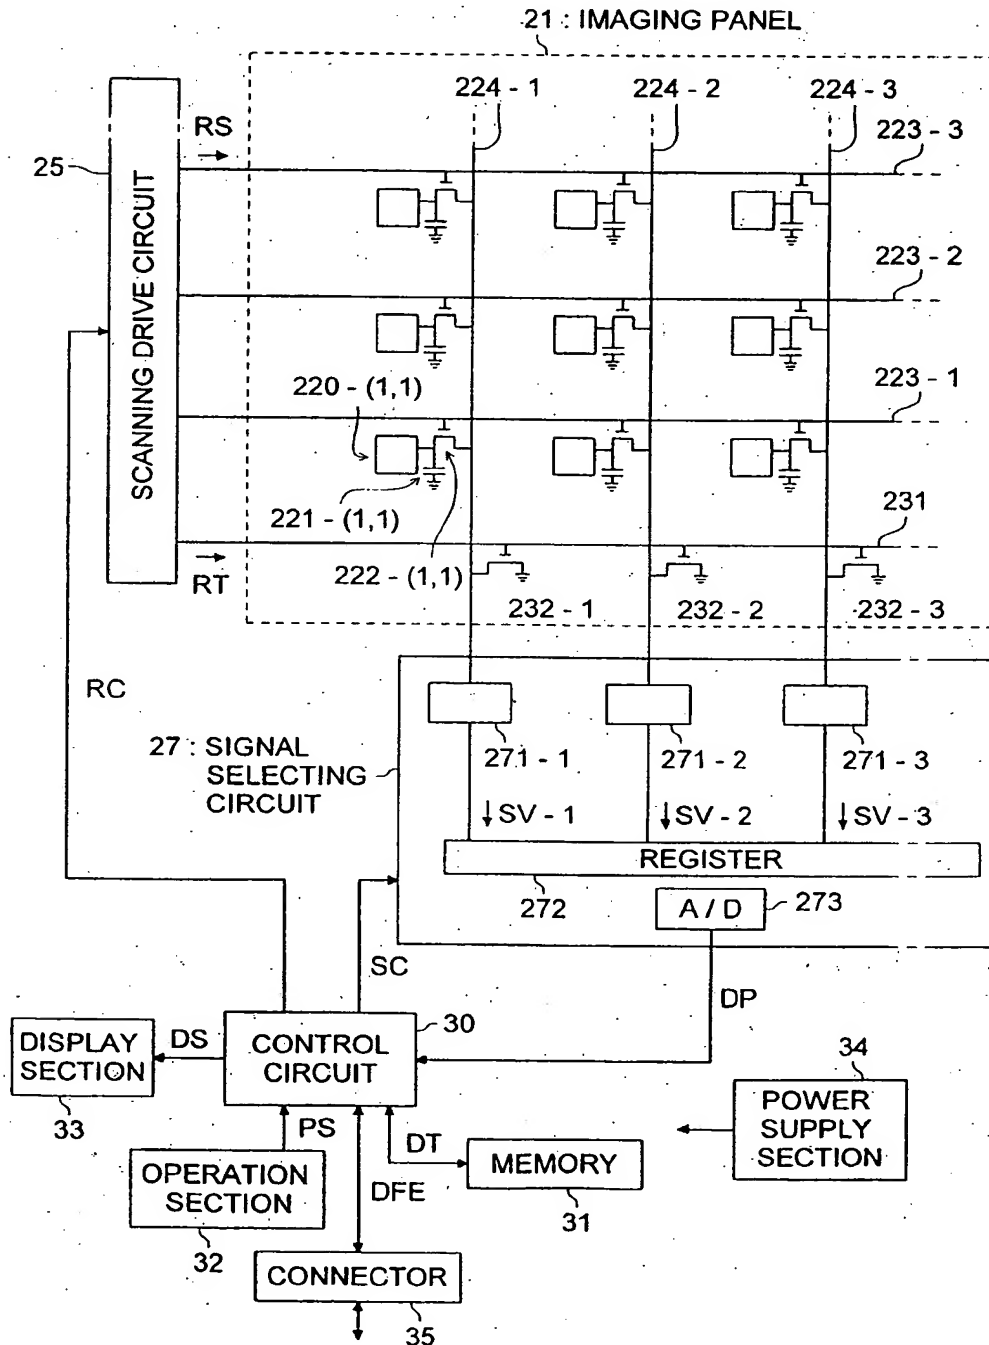 21 : IMAGING PANEL
224 - 1
224 - 2
224 - 3
RS
223 - 3
25
SCANNING DRIVE CIRCUIT
223 - 2
220 - (1,1)
223 - 1
221 - (1,1)
231
RT
222 - (1,1)
232 - 1
232 - 2
232 - 3
RC
27 : SIGNAL
SELECTING
CIRCUIT
271 - 1
271 - 2
271 - 3
SV - 1
SV - 2
SV - 3
REGISTER
272
A / D
273
SC
DP
30
DISPLAY
SECTION
DS
CONTROL
CIRCUIT
34
33
PS
POWER
SUPPLY
SECTION
OPERATION
SECTION
DT
MEMORY
DFE
32
31
CONNECTOR
35